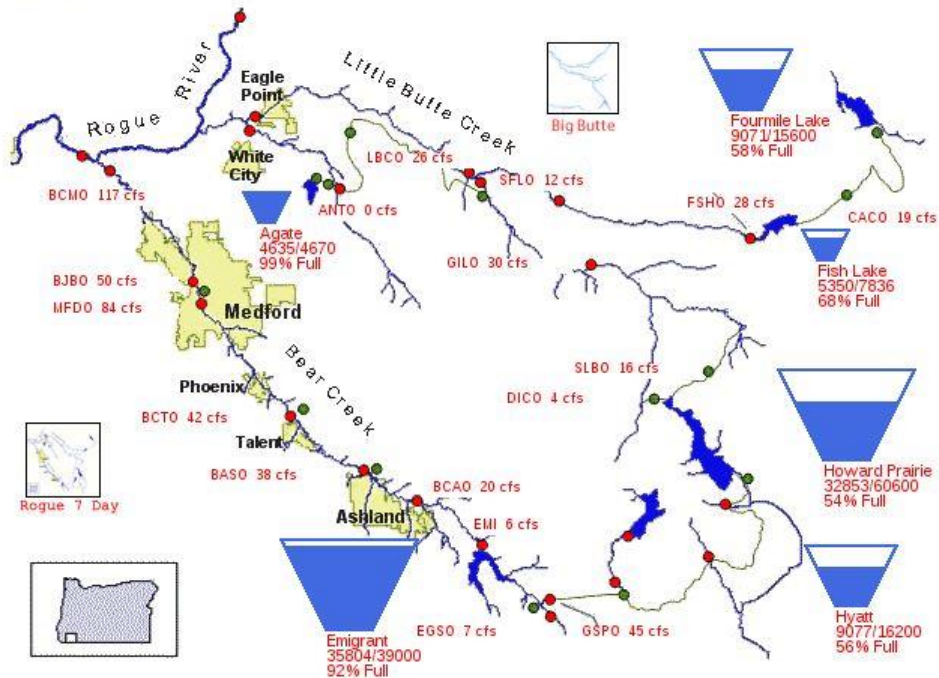 Rogue River
Eagle
Point
Little Butte Creek
Big Butte
Fourmile Lake
9071/15600
58% Full
White
City
LBCO 26 cfs
SFLO 12 cfs
BCMO 117 cfs
ANTO 0 cfs
FSHO 28 cfs
CACO 19 cfs
Agate
4635/4670
99% Full
GILO 30 cfs
Fish Lake
5350/7836
68% Full
BJBO 50 cfs
MFDO 84 cfs
Medford
Bear Creek
Phoenix
SLBO 16 cfs
DICO 4 cfs
BCTO 42 cfs
Talent
Howard Prairie
32853/60600
54% Full
BASO 38 cfs
Rogue 7 Day
BCAO 20 cfs
Ashland
EMI 6 cfs
Emigrant
35804/39000
92% Full
EGSO 7 cfs
GSPO 45 cfs
Hyatt
9077/16200
56% Full